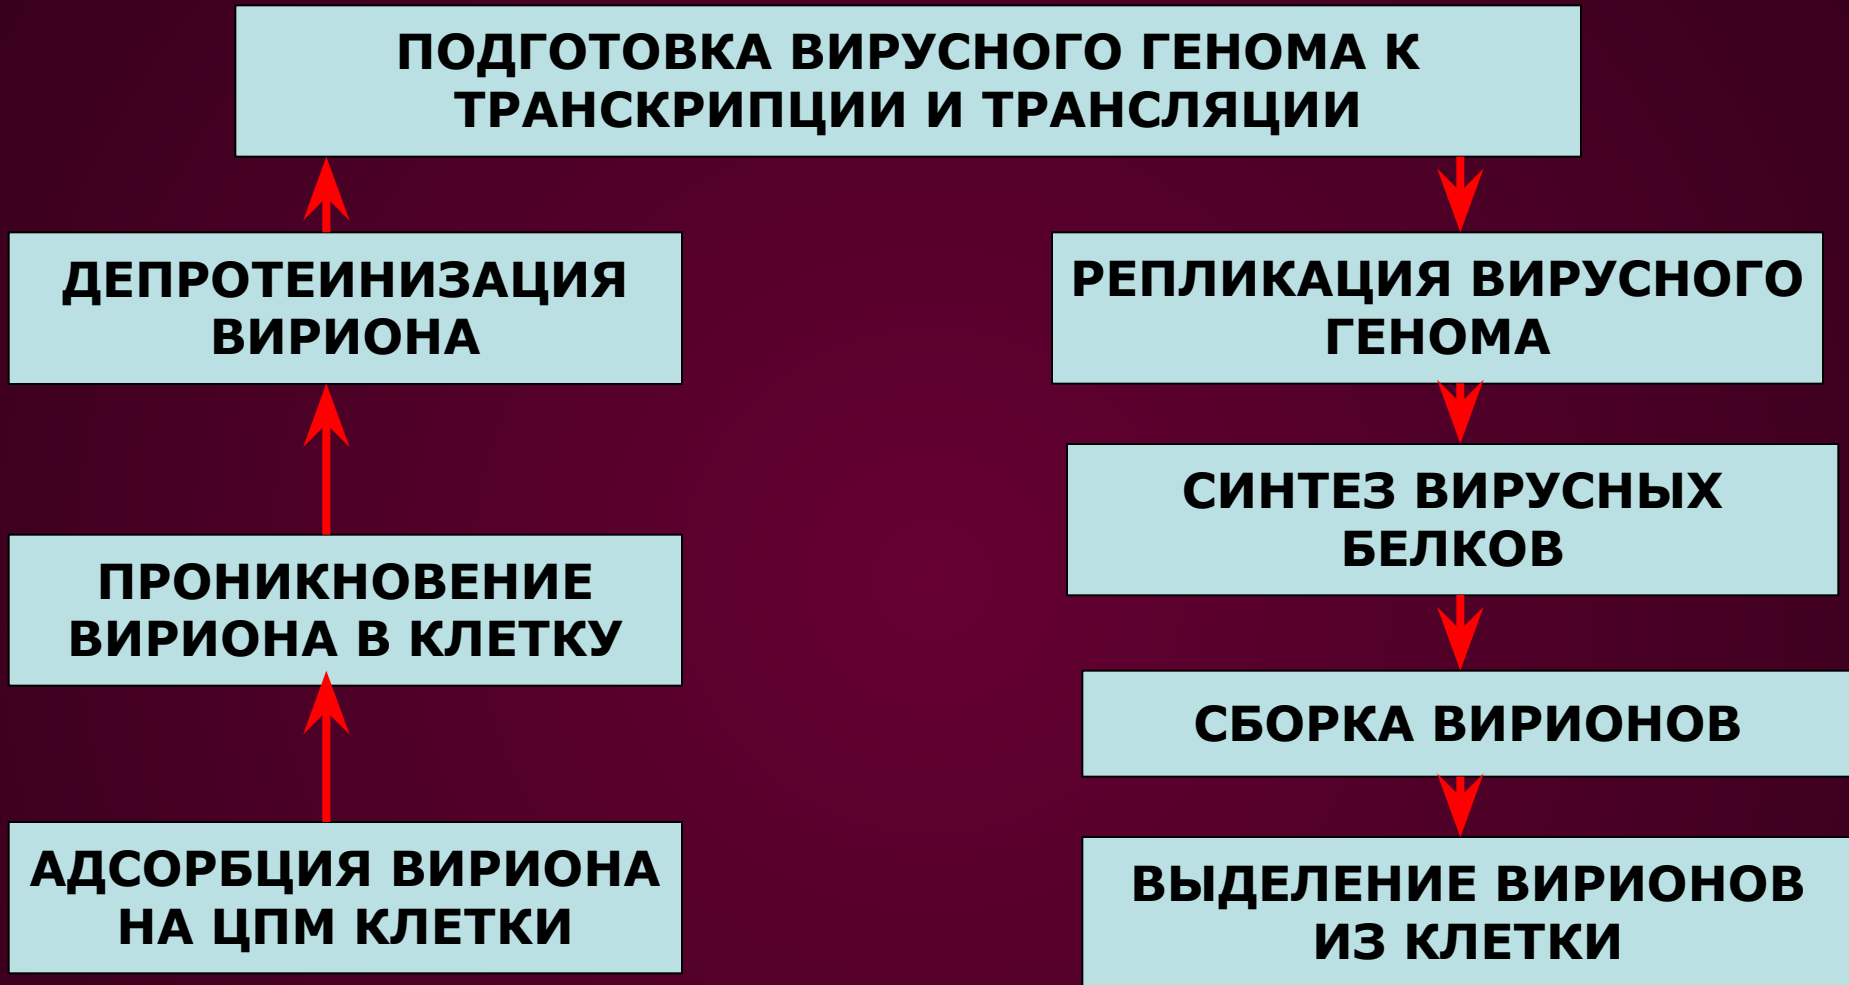 ПОДГОТОВКА ВИРУСНОГО ГЕНОМА К
ТРАНСКРИПЦИИ И ТРАНСЛЯЦИИ
ДЕПРОТЕИНИЗАЦИЯ
ВИРИОНА
ПРОНИКНОВЕНИЕ
ВИРИОНА В КЛЕТКУ
АДСОРБЦИЯ ВИРИОНА
НА ЦПМ КЛЕТКИ
РЕПЛИКАЦИЯ ВИРУСНОГО
ГЕНОМА
СИНТЕЗ ВИРУСНЫХ
БЕЛКОВ
СБОРКА ВИРИОНОВ
ВЫДЕЛЕНИЕ ВИРИОНОВ
ИЗ КЛЕТКИ